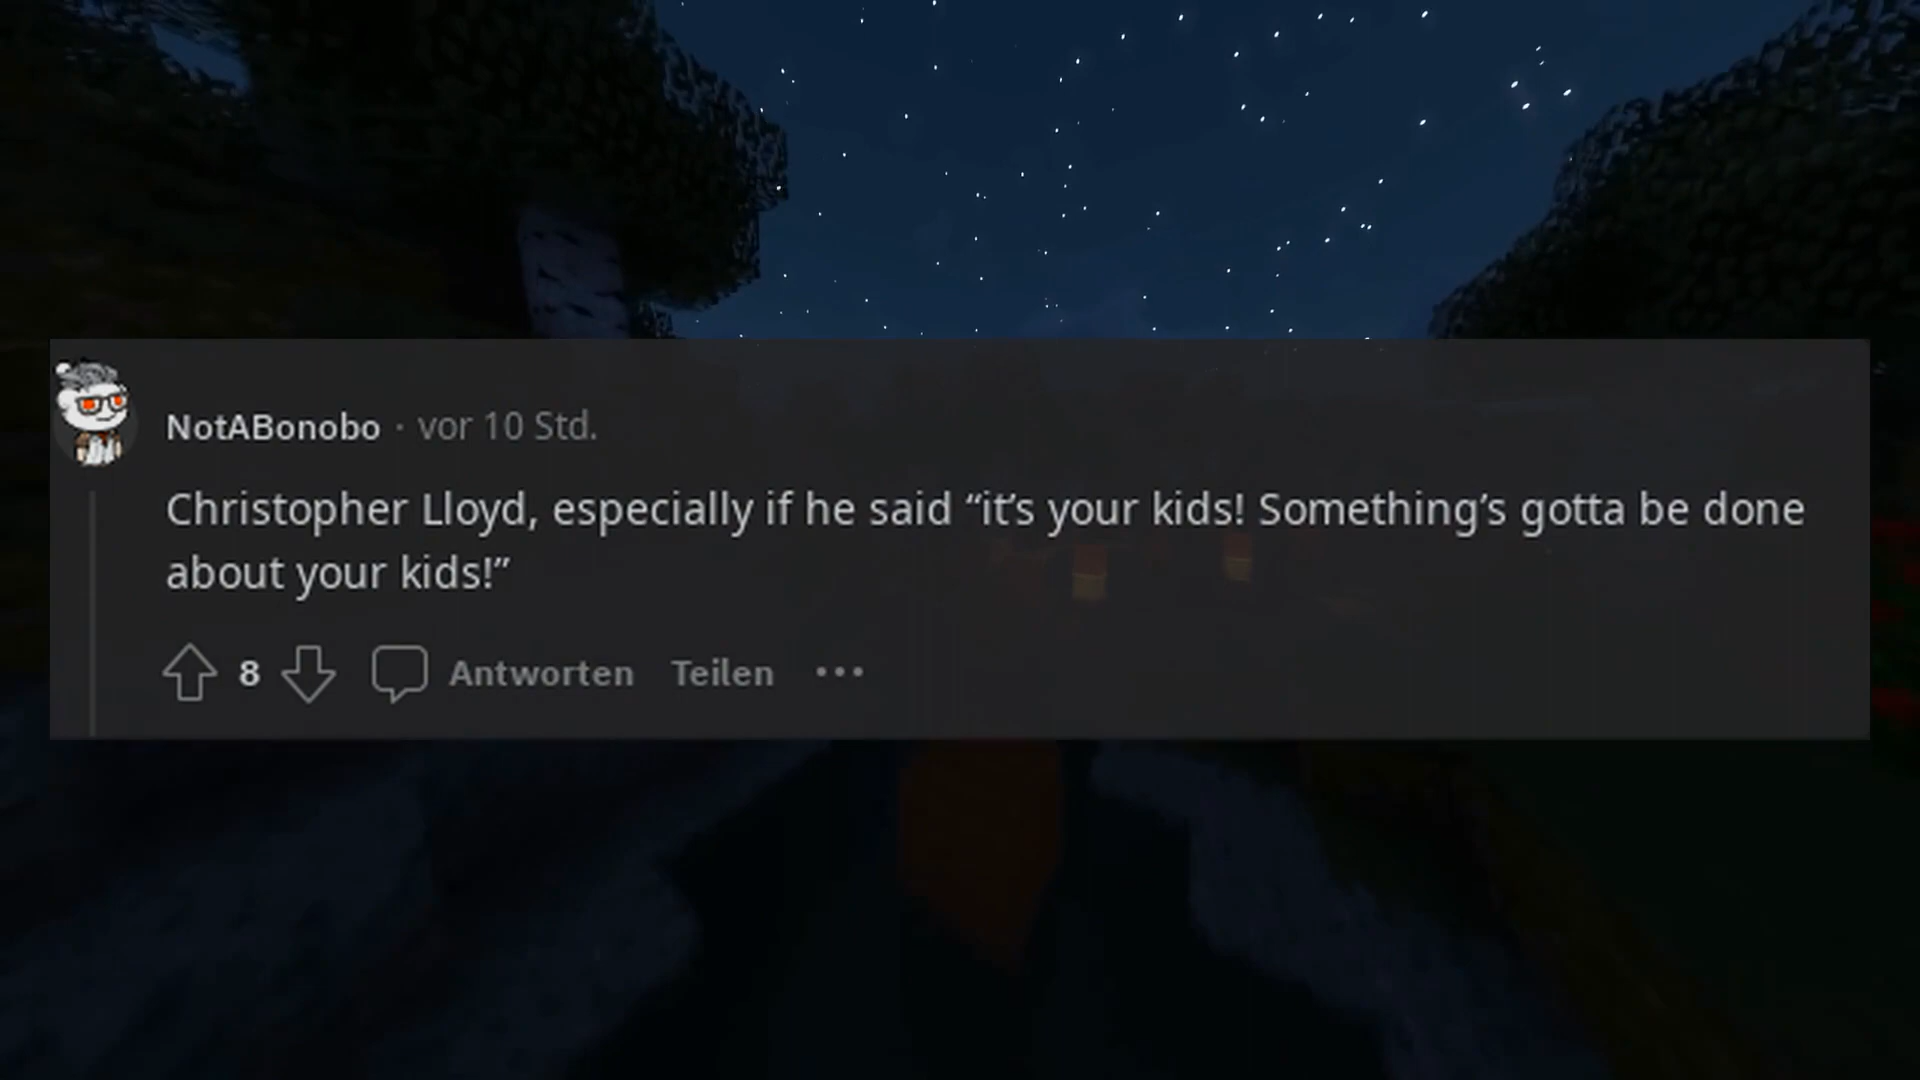 NotABonobo · vor 10 Std.
Christopher Lloyd, especially if he said “it’s your kids! Something’s gotta be done
about your kids!”
8 Antworten Teilen •••